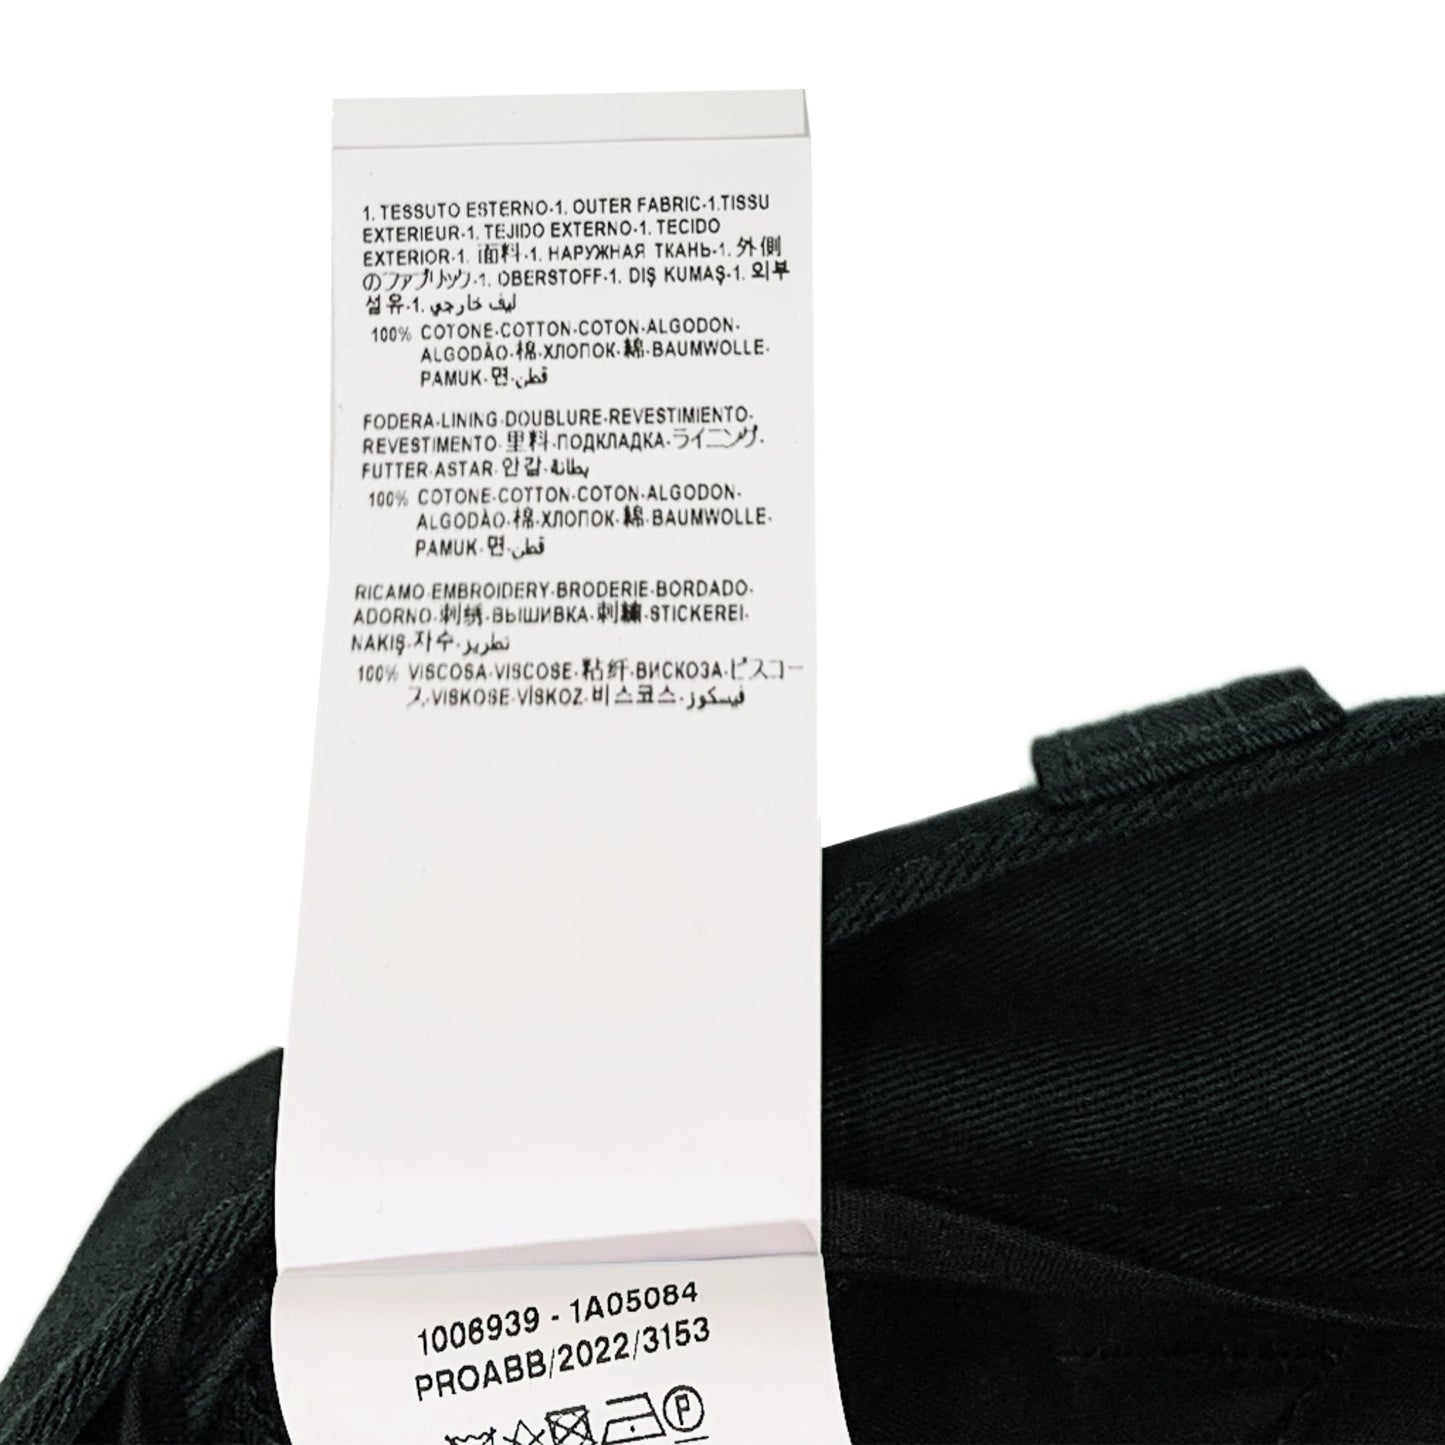 1. TESSUTO ESTERNO-1. OUTER FABRIC-1.TISSU
EXTERIEUR-1. TEJIDO EXTERNO-1. TECIDO
EXTERIOR-1. 面料-1. НАРУЖНАЯ ТКАНЬ-1. 外側
のファブリック-1. OBERSTOFF-1. DIŞ KUMAŞ-1. 외부
섬유-1. ليف خارجي
100% COTONE-COTTON-COTON-ALGODON-
ALGODÃO-棉-ХЛОПОК-綿-BAUMWOLLE-
PAMUK-면-قطن
FODERA-LINING-DOUBLURE-REVESTIMIENTO-
REVESTIMENTO-里料-ПОДКЛАДКА-ライニング-
FUTTER-ASTAR-안감-بطانة
100% COTONE-COTTON-COTON-ALGODON-
ALGODÃO-棉-ХЛОПОК-綿-BAUMWOLLE-
PAMUK-면-قطن
RICAMO-EMBROIDERY-BRODERIE-BORDADO-
ADORNO-刺绣-ВЫШИВКА-刺繍-STICKEREI-
NAKIŞ-자수-تطريز
100% VISCOSA-VISCOSE-粘纤-ВИСКОЗА-ビスコー
ス-VISKOSE-VİSKOZ-비스코스-فيسكوز
1006939 - 1A05084
PROABB/2022/3153
P